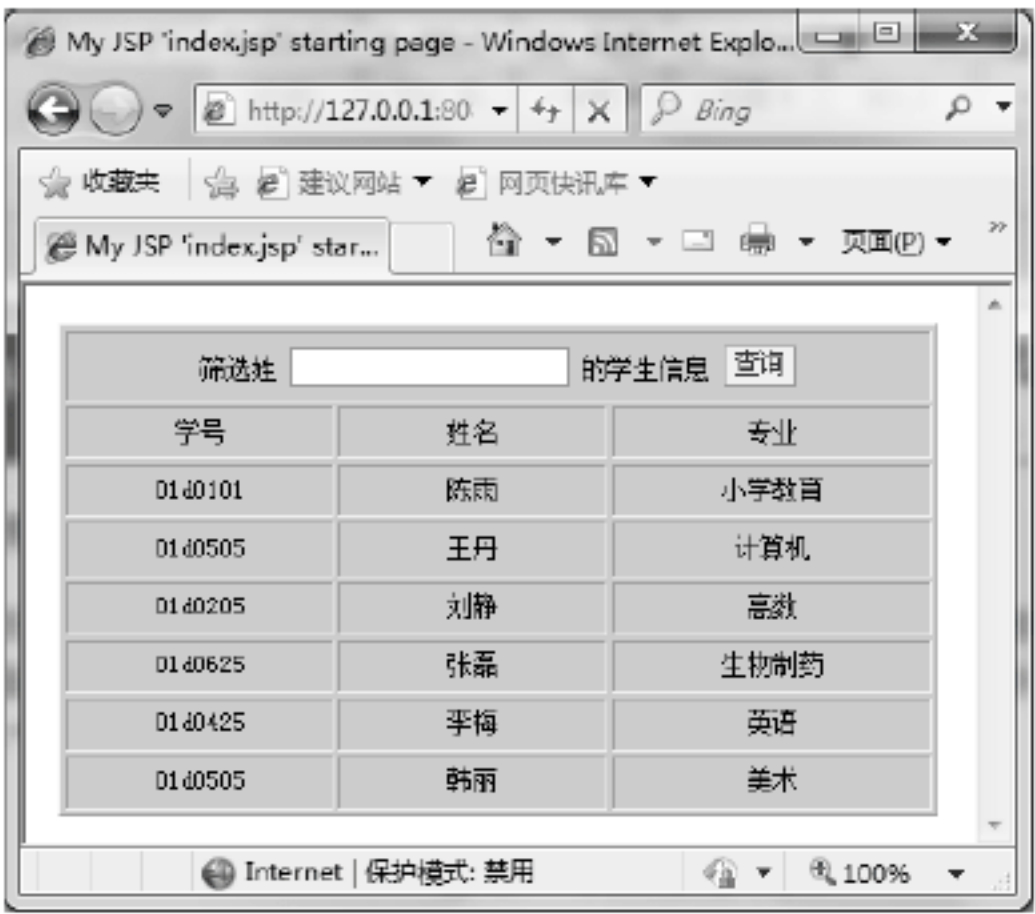 My JSP 'index.jsp' starting page - Windows Internet Explo...
http://127.0.0.1:80
Bing
收藏夹 建议网站 网页快讯库
My JSP 'index.jsp' star... 页面(P)
筛选姓 的学生信息 查询
学号 姓名 专业
01d0101 陈雨 小学教育
01d0505 王丹 计算机
01d0205 刘静 高数
01d0625 张磊 生物制药
01d0425 李梅 英语
01d0505 韩丽 美术
Internet | 保护模式: 禁用 100%